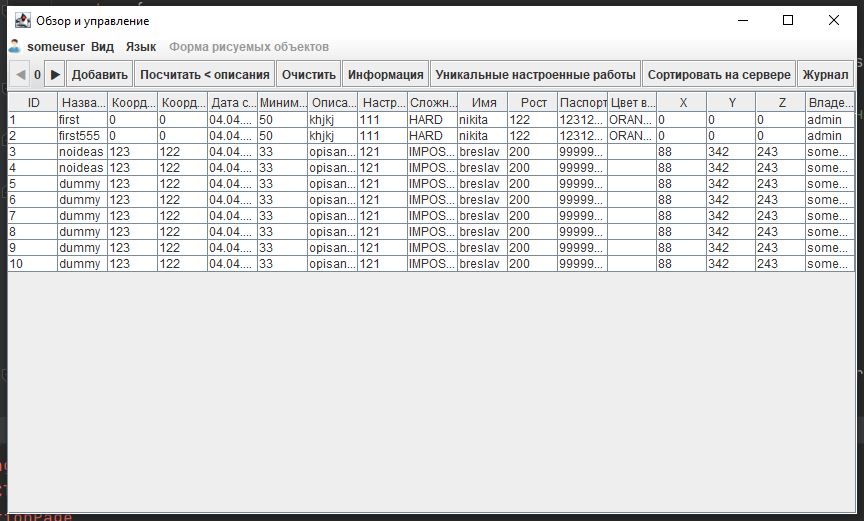 Обзор и управление
someuser Вид Язык Форма рисуемых объектов
0 Добавить Посчитать < описания Очистить Информация Уникальные настроенные работы Сортировать на сервере Журнал
ID Назва... Коорд... Коорд... Дата с... Миним... Описа... Настр... Сложн... Имя Рост Паспорт Цвет в... X Y Z Владе...
1 first 0 0 04.04.... 50 khjkj 111 HARD nikita 122 12312... ORAN... 0 0 0 admin
2 first555 0 0 04.04.... 50 khjkj 111 HARD nikita 122 12312... ORAN... 0 0 0 admin
3 noideas 123 122 04.04.... 33 opisan... 121 IMPOS... breslav 200 99999... 88 342 243 some...
4 noideas 123 122 04.04.... 33 opisan... 121 IMPOS... breslav 200 99999... 88 342 243 some...
5 dummy 123 122 04.04.... 33 opisan... 121 IMPOS... breslav 200 99999... 88 342 243 some...
6 dummy 123 122 04.04.... 33 opisan... 121 IMPOS... breslav 200 99999... 88 342 243 some...
7 dummy 123 122 04.04.... 33 opisan... 121 IMPOS... breslav 200 99999... 88 342 243 some...
8 dummy 123 122 04.04.... 33 opisan... 121 IMPOS... breslav 200 99999... 88 342 243 some...
9 dummy 123 122 04.04.... 33 opisan... 121 IMPOS... breslav 200 99999... 88 342 243 some...
10 dummy 123 122 04.04.... 33 opisan... 121 IMPOS... breslav 200 99999... 88 342 243 some...